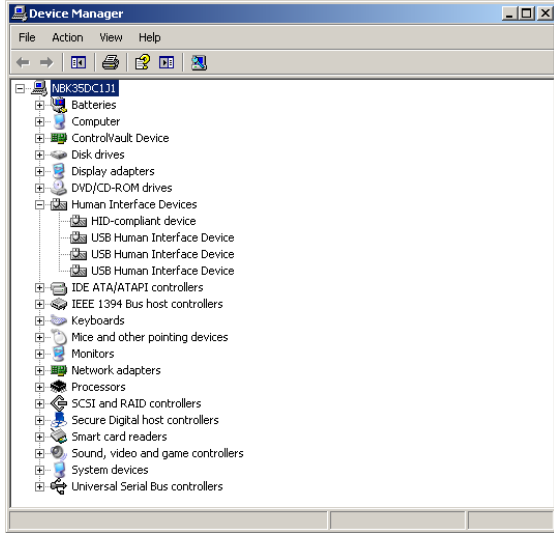 Device Manager
File Action View Help
NBK35DC1J1
Batteries
Computer
ControlVault Device
Disk drives
Display adapters
DVD/CD-ROM drives
Human Interface Devices
HID-compliant device
USB Human Interface Device
USB Human Interface Device
USB Human Interface Device
IDE ATA/ATAPI controllers
IEEE 1394 Bus host controllers
Keyboards
Mice and other pointing devices
Monitors
Network adapters
Processors
SCSI and RAID controllers
Secure Digital host controllers
Smart card readers
Sound, video and game controllers
System devices
Universal Serial Bus controllers